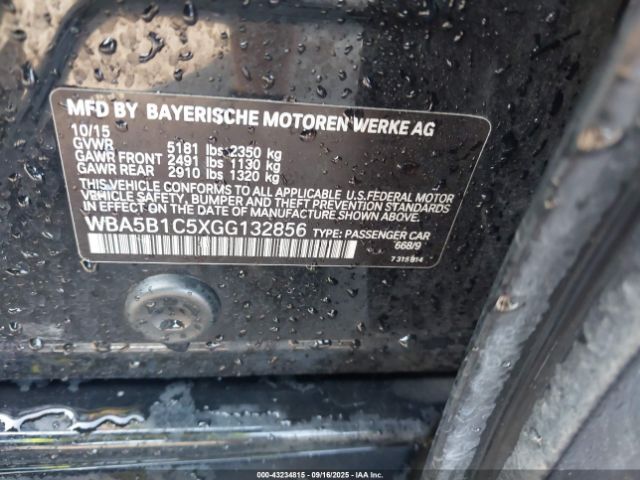 MFD BY BAYERISCHE MOTOREN WERKE AG
10/15
GVWR 5181 lbs 2350 kg
GAWR FRONT 2491 lbs 1130 kg
GAWR REAR 2910 lbs 1320 kg
THIS VEHICLE CONFORMS TO ALL APPLICABLE U.S.FEDERAL MOTOR
VEHICLE SAFETY, BUMPER AND THEFT PREVENTION STANDARDS
IN EFFECT ON THE DATE OF MANUFACTURE SHOWN ABOVE.
WBA5B1C5XGG132856 TYPE: PASSENGER CAR
668/9
7 315 814
000-43234815 09/16/2025 © IAA Holdings, LLC.